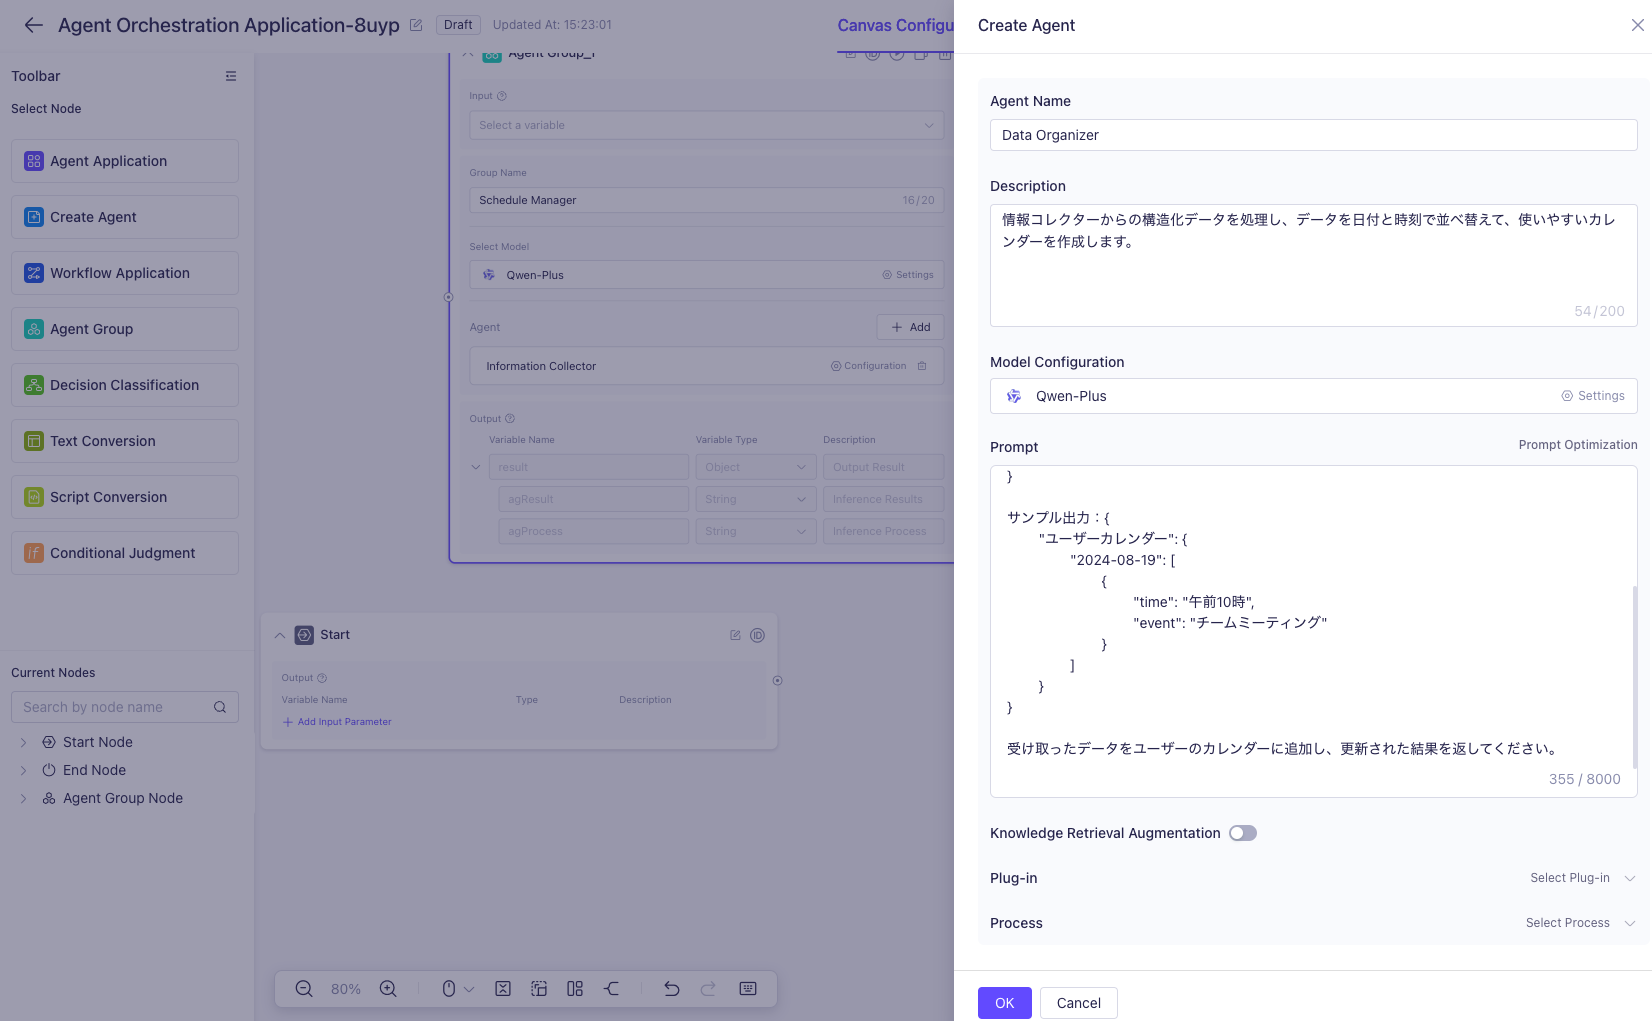 Agent Orchestration Application-8uyp
Draft
Updated At: 15:23:01
Canvas Configu
Toolbar
Select Node
Agent Application
Create Agent
Workflow Application
Agent Group
Decision Classification
Text Conversion
Script Conversion
Conditional Judgment
Current Nodes
Search by node name
Start Node
End Node
Agent Group Node
Agent Group_1
Input
Select a variable
Group Name
Schedule Manager
16/20
Select Model
Qwen-Plus
Settings
Agent
Add
Information Collector
Configuration
Output
Variable Name
Variable Type
Description
result
Object
Output Result
agResult
String
Inference Results
agProcess
String
Inference Process
Start
Output
Variable Name
Type
Description
Add Input Parameter
80%
Create Agent
Agent Name
Data Organizer
Description
情報コレクターからの構造化データを処理し、データを日付と時刻で並べ替えて、使いやすいカレ
ンダーを作成します。
54/200
Model Configuration
Qwen-Plus
Settings
Prompt
Prompt Optimization
}
サンプル出力：{
"ユーザーカレンダー": {
"2024-08-19": [
{
"time": "午前10時",
"event": "チームミーティング"
}
]
}
}
受け取ったデータをユーザーのカレンダーに追加し、更新された結果を返してください。
355 / 8000
Knowledge Retrieval Augmentation
Plug-in
Select Plug-in
Process
Select Process
OK
Cancel